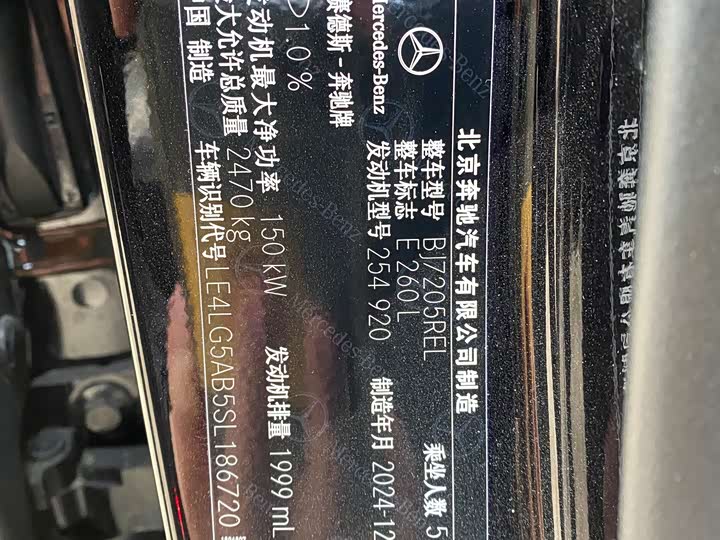 北京奔驰汽车有限公司制造
Mercedes-Benz
整车型号 BJ7205REL 乘坐人数 5
整车标志 E 260 L
发动机型号 254 920 制造年月 2024-12
赛德斯-奔驰牌
10%
发动机最大净功率 150 kW 发动机排量 1999 mL
最大允许总质量 2470 kg
中国 制造 车辆识别代号 LE4LG5AB5SL186720